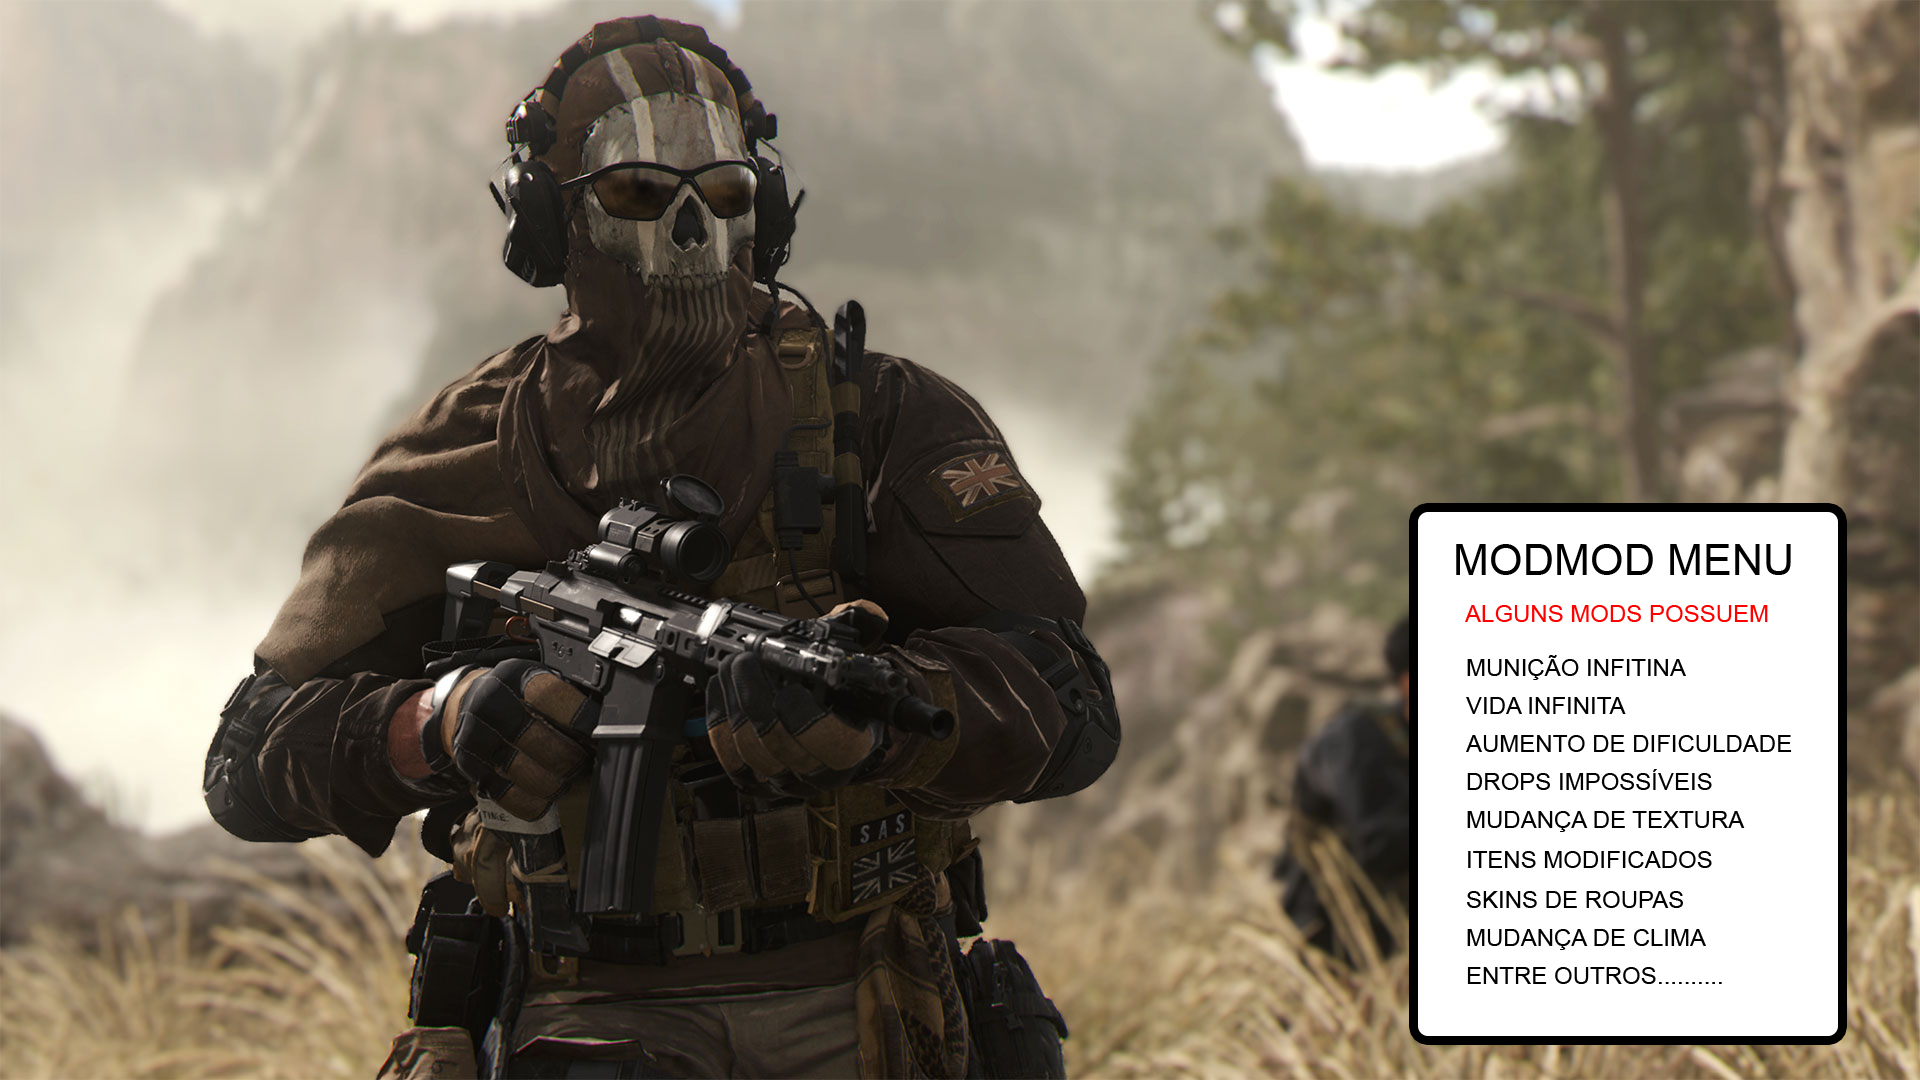 SAS
MODMOD MENU
ALGUNS MODS POSSUEM
MUNIÇÃO INFITINA
VIDA INFINITA
AUMENTO DE DIFICULDADE
DROPS IMPOSSÍVEIS
MUDANÇA DE TEXTURA
ITENS MODIFICADOS
SKINS DE ROUPAS
MUDANÇA DE CLIMA
ENTRE OUTROS..........